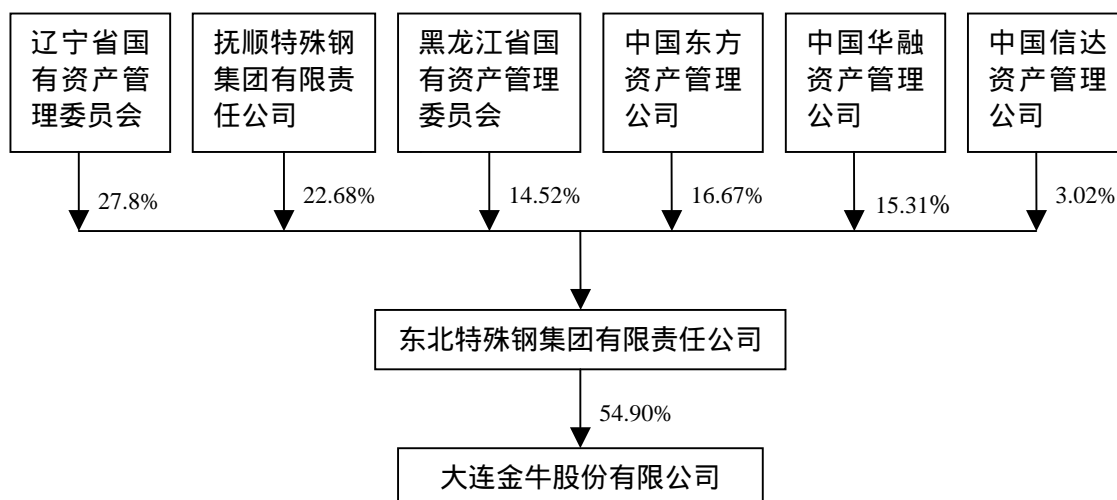 辽宁省国
有资产管
理委员会
抚顺特殊钢
集团有限责
任公司
黑龙江省国
有资产管理
委员会
中国东方
资产管理
公司
中国华融
资产管理
公司
中国信达
资产管理
公司
27.8%
22.68%
14.52%
16.67%
15.31%
3.02%
东北特殊钢集团有限责任公司
54.90%
大连金牛股份有限公司